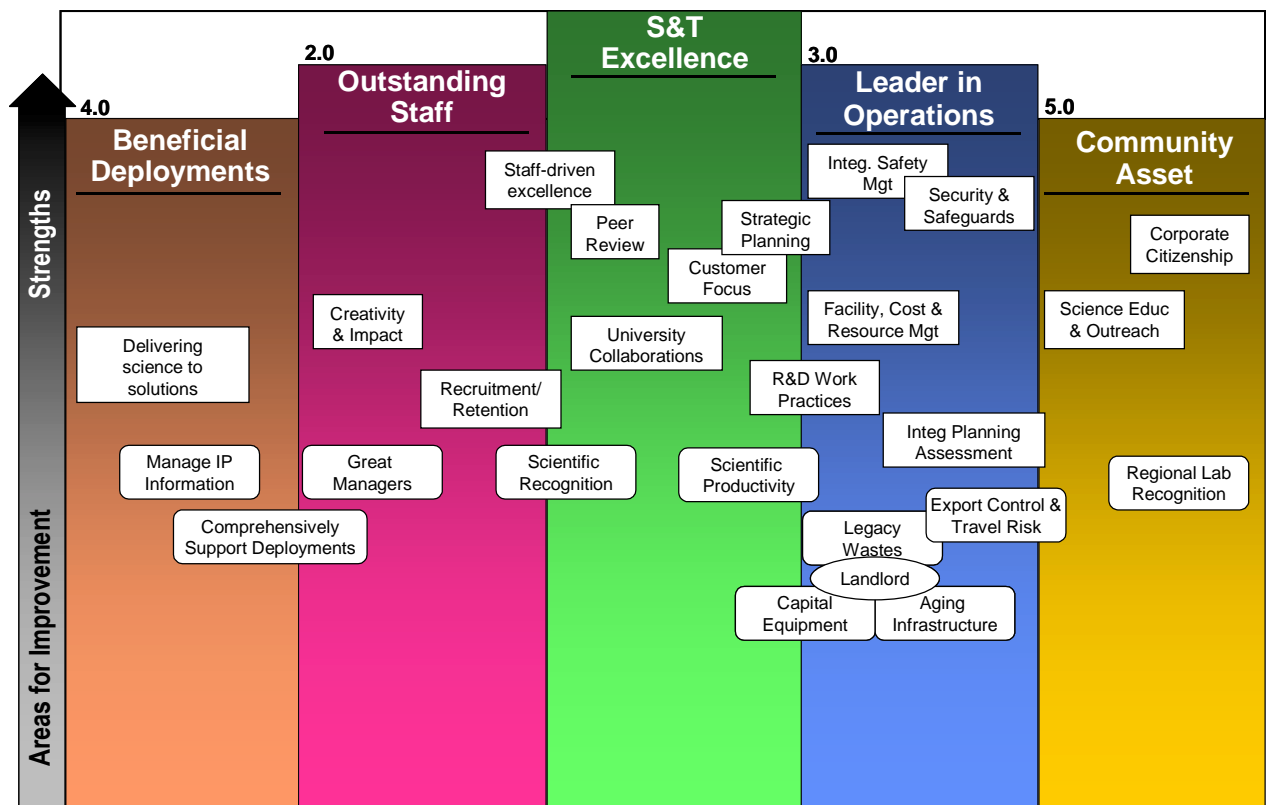 S&T
Excellence
2.0
Outstanding
Staff
3.0
Leader in
Operations
4.0
Beneficial
Deployments
5.0
Community
Asset
Strengths
Areas for Improvement
Staff-driven
excellence
Integ. Safety
Mgt
Security &
Safeguards
Peer
Review
Strategic
Planning
Corporate
Citizenship
Customer
Focus
Creativity
& Impact
Facility, Cost &
Resource Mgt
Science Educ
& Outreach
Delivering
science to
solutions
University
Collaborations
Recruitment/
Retention
R&D Work
Practices
Integ Planning
Assessment
Manage IP
Information
Great
Managers
Scientific
Recognition
Scientific
Productivity
Regional Lab
Recognition
Export Control &
Travel Risk
Comprehensively
Support Deployments
Legacy
Wastes
Landlord
Capital
Equipment
Aging
Infrastructure